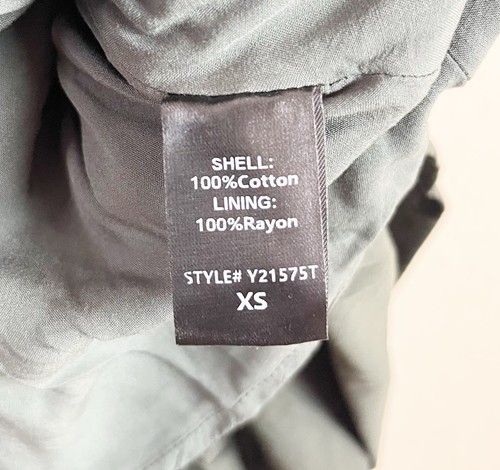 SHELL:
100%Cotton
LINING:
100%Rayon
STYLE# Y21575T
XS